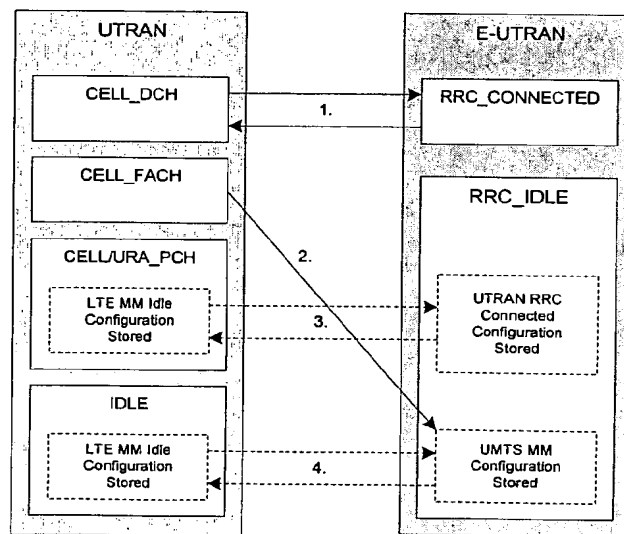 UTRAN
CELL_DCH
CELL_FACH
CELL/URA_PCH
LTE MM Idle
Configuration
Stored
IDLE
LTE MM Idle
Configuration
Stored
1.
2.
3.
4.
E-UTRAN
RRC_CONNECTED
RRC_IDLE
UTRAN RRC
Connected
Configuration
Stored
UMTS MM
Configuration
Stored